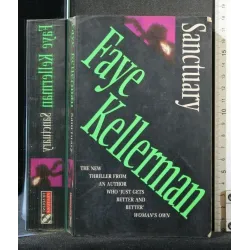 Faye Kellerman
SANCTUARY
Sanctuary
Faye
Kellerman
THE NEW
THRILLER FROM
AN AUTHOR
WHO 'JUST GETS
BETTER AND
BETTER'
WOMAN'S OWN